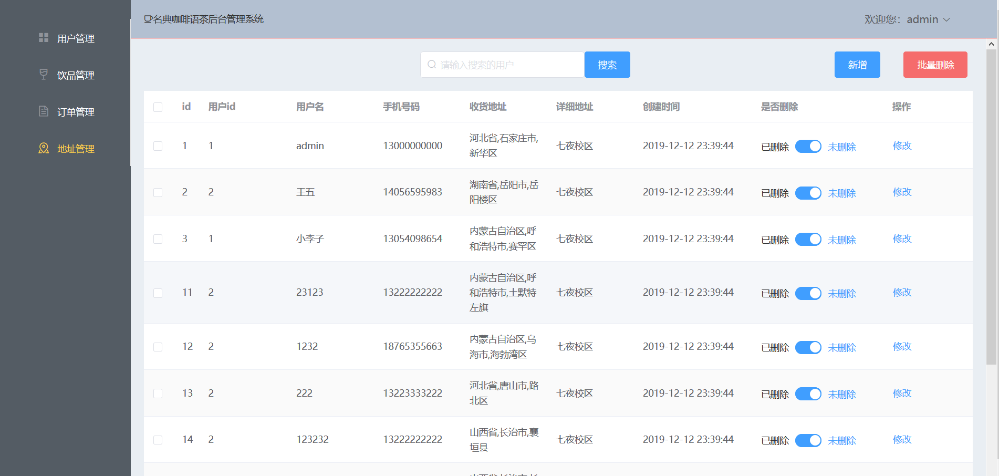 名典咖啡语茶后台管理系统
欢迎您：admin
用户管理
饮品管理
订单管理
地址管理
请输入搜索的用户 搜索 新增 批量删除
id 用户id 用户名 手机号码 收货地址 详细地址 创建时间 是否删除 操作
1 1 admin 13000000000 河北省,石家庄市, 七夜校区 2019-12-12 23:39:44 已删除 未删除 修改
新华区
2 2 王五 14056595983 湖南省,岳阳市,岳 七夜校区 2019-12-12 23:39:44 已删除 未删除 修改
阳楼区
3 1 小李子 13054098654 内蒙古自治区,呼 七夜校区 2019-12-12 23:39:44 已删除 未删除 修改
和浩特市,赛罕区
11 2 23123 13222222222 内蒙古自治区,呼 七夜校区 2019-12-12 23:39:44 已删除 未删除 修改
和浩特市,土默特
左旗
12 2 1232 18765355663 内蒙古自治区,乌 七夜校区 2019-12-12 23:39:44 已删除 未删除 修改
海市,海勃湾区
13 2 222 13223333222 河北省,唐山市,路 七夜校区 2019-12-12 23:39:44 已删除 未删除 修改
北区
14 2 123232 13222222222 山西省,长治市,襄 七夜校区 2019-12-12 23:39:44 已删除 未删除 修改
垣县